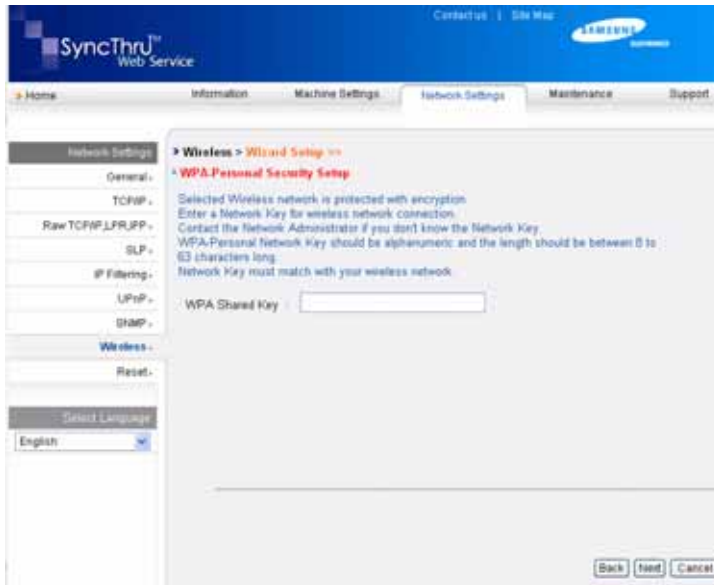 Contact us | Site Map
SAMSUNG
ELECTRONICS
SyncThru™
Web Service
Home
Information
Machine Settings
Network Settings
Maintenance
Support
Network Settings
General
TCP/IP
Raw TCP/IP,LPR,IPP
SLP
IP Filtering
UPnP
SNMP
Wireless
Reset
Select Language
English
Wireless > Wizard Setup >>
WPA-Personal Security Setup
Selected Wireless network is protected with encryption
Enter a Network Key for wireless network connection.
Contact the Network Administrator if you don't know the Network Key.
WPA-Personal Network Key should be alphanumeric and the length should be between 8 to
63 characters long.
Network Key must match with your wireless network
WPA Shared Key :
Back
Next
Cancel